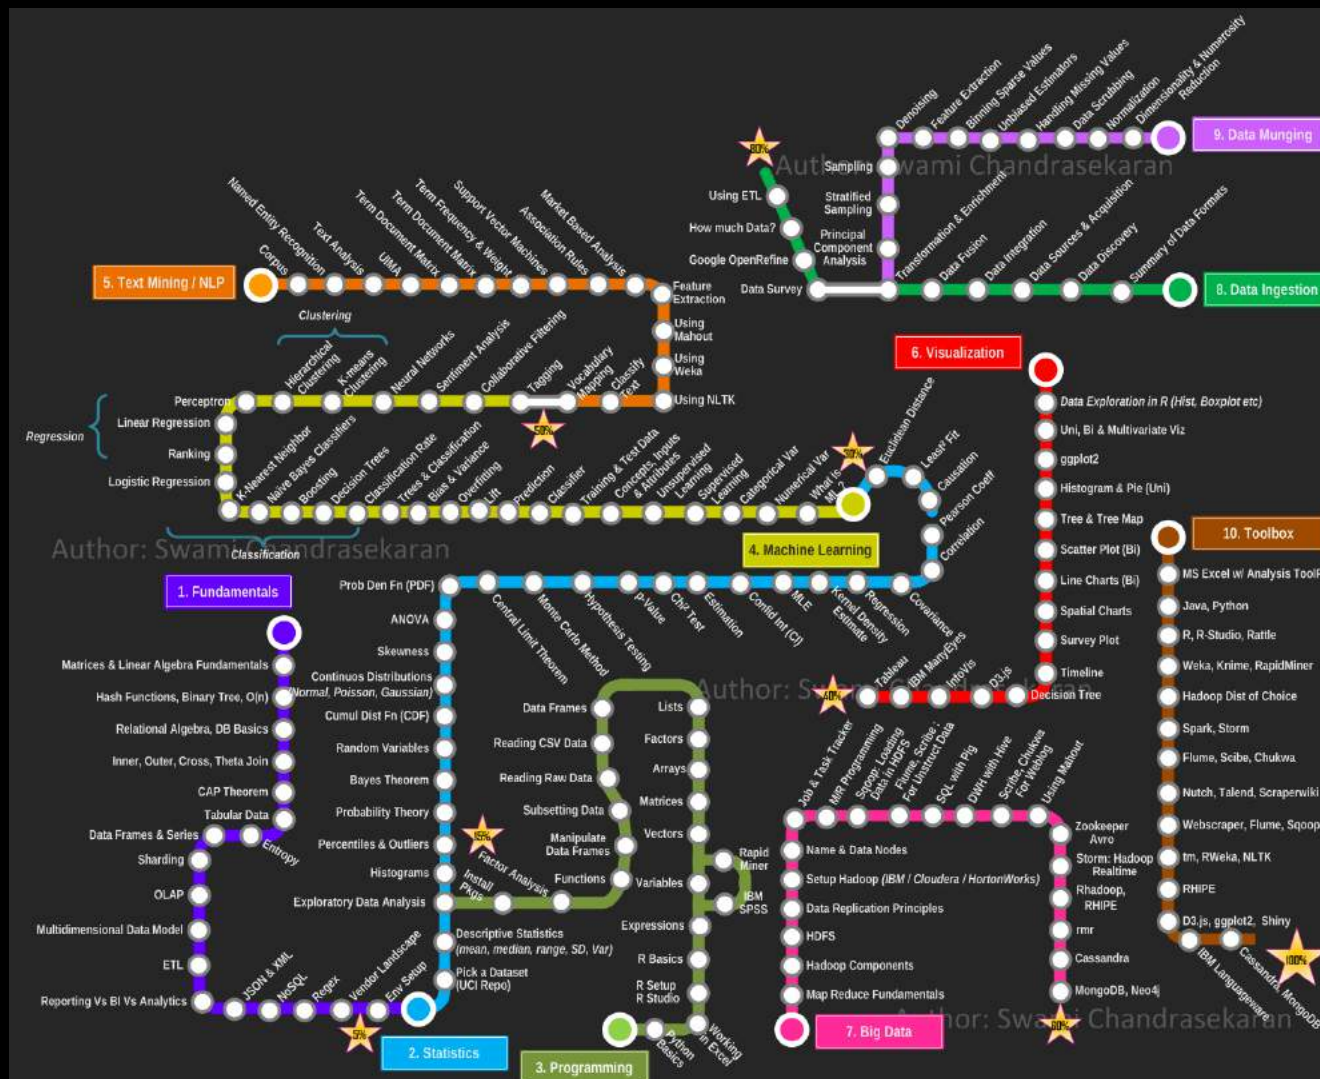 Author: Swami Chandrasekaran
Author: Swami Chandrasekaran
Author: Swami Chandrasekaran
Author: Swami Chandrasekaran
1. Fundamentals
Matrices & Linear Algebra Fundamentals
Hash Functions, Binary Tree, O(n)
Relational Algebra, DB Basics
Inner, Outer, Cross, Theta Join
CAP Theorem
Tabular Data
Entropy
Data Frames & Series
Sharding
OLAP
Multidimensional Data Model
ETL
Reporting Vs BI Vs Analytics
JSON & XML
NoSQL
Regex
Vendor Landscape
Env Setup
5%
2. Statistics
Pick a Dataset
(UCI Repo)
Descriptive Statistics
(mean, median, range, SD, Var)
Exploratory Data Analysis
Histograms
Percentiles & Outliers
Probability Theory
Bayes Theorem
Random Variables
Cumul Dist Fn (CDF)
Continuos Distributions
(Normal, Poisson, Gaussian)
Skewness
ANOVA
Prob Den Fn (PDF)
Central Limit Theorem
Monte Carlo Method
Hypothesis Testing
p-Value
Chi² Test
Estimation
Confid Int (CI)
MLE
Kernel Density
Estimate
Regression
Covariance
Correlation
Pearson Coeff
Causation
Least² Fit
Euclidean Distance
30%
3. Programming
Python
Basics
Working
in Excel
R Setup
R Studio
R Basics
Expressions
Variables
IBM
SPSS
Rapid
Miner
Vectors
Matrices
Arrays
Factors
Lists
Data Frames
Reading CSV Data
Reading Raw Data
Subsetting Data
Manipulate
Data Frames
Functions
Factor Analysis
Install
Pkgs
15%
4. Machine Learning
What is
ML?
Numerical Var
Categorical Var
Supervised
Learning
Unsupervised
Learning
Concepts, Inputs
& Attributes
Training & Test Data
Classifier
Prediction
Lift
Overfitting
Bias & Variance
Trees & Classification
Classification Rate
Decision Trees
Boosting
Naive Bayes Classifiers
K-Nearest Neighbor
Classification
Logistic Regression
Ranking
Linear Regression
Perceptron
Regression
Hierarchical
Clustering
K-means
Clustering
Clustering
Neural Networks
Sentiment Analysis
Collaborative Filtering
Tagging
50%
5. Text Mining / NLP
Corpus
Named Entity Recognition
Text Analysis
UIMA
Term Document Matrix
Term Document Matrix
Term Frequency & Weight
Support Vector Machines
Association Rules
Market Based Analysis
Feature
Extraction
Using
Mahout
Using
Weka
Using NLTK
Classify
Text
Vocabulary
Mapping
6. Visualization
Data Exploration in R (Hist, Boxplot etc)
Uni, Bi & Multivariate Viz
ggplot2
Histogram & Pie (Uni)
Tree & Tree Map
Scatter Plot (Bi)
Line Charts (Bi)
Spatial Charts
Survey Plot
Timeline
Decision Tree
D3.js
InfoVis
IBM ManyEyes
Tableau
40%
7. Big Data
Map Reduce Fundamentals
Hadoop Components
HDFS
Data Replication Principles
Setup Hadoop (IBM / Cloudera / HortonWorks)
Name & Data Nodes
Job & Task Tracker
M/R Programming
Sqoop: Loading
Data in HDFS
Flume, Scribe :
For Unstruct Data
SQL with Pig
DWH with Hive
Scribe, Chukwa
For Weblog
Using Mahout
Zookeeper
Avro
Storm: Hadoop
Realtime
Rhadoop,
RHIPE
rmr
Cassandra
MongoDB, Neo4j
60%
8. Data Ingestion
Summary of Data Formats
Data Discovery
Data Sources & Acquisition
Data Integration
Data Fusion
Transformation & Enrichment
Data Survey
Google OpenRefine
How much Data?
Using ETL
80%
9. Data Munging
Dimensionality & Numerosity
Reduction
Normalization
Data Scrubbing
Handling Missing Values
Unbiased Estimators
Binning Sparse Values
Feature Extraction
Denoising
Sampling
Stratified
Sampling
Principal
Component
Analysis
10. Toolbox
MS Excel w/ Analysis ToolP
Java, Python
R, R-Studio, Rattle
Weka, Knime, RapidMiner
Hadoop Dist of Choice
Spark, Storm
Flume, Scibe, Chukwa
Nutch, Talend, Scraperwiki
Webscraper, Flume, Sqoop
tm, RWeka, NLTK
RHIPE
D3.js, ggplot2, Shiny
IBM Languageware
Cassandra, MongoDB
100%